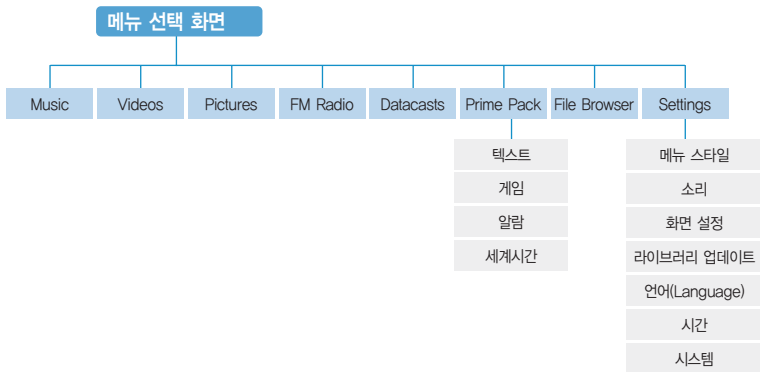 메뉴 선택 화면
Music
Videos
Pictures
FM Radio
Datacasts
Prime Pack
File Browser
Settings
텍스트
게임
알람
세계시간
메뉴 스타일
소리
화면 설정
라이브러리 업데이트
언어(Language)
시간
시스템